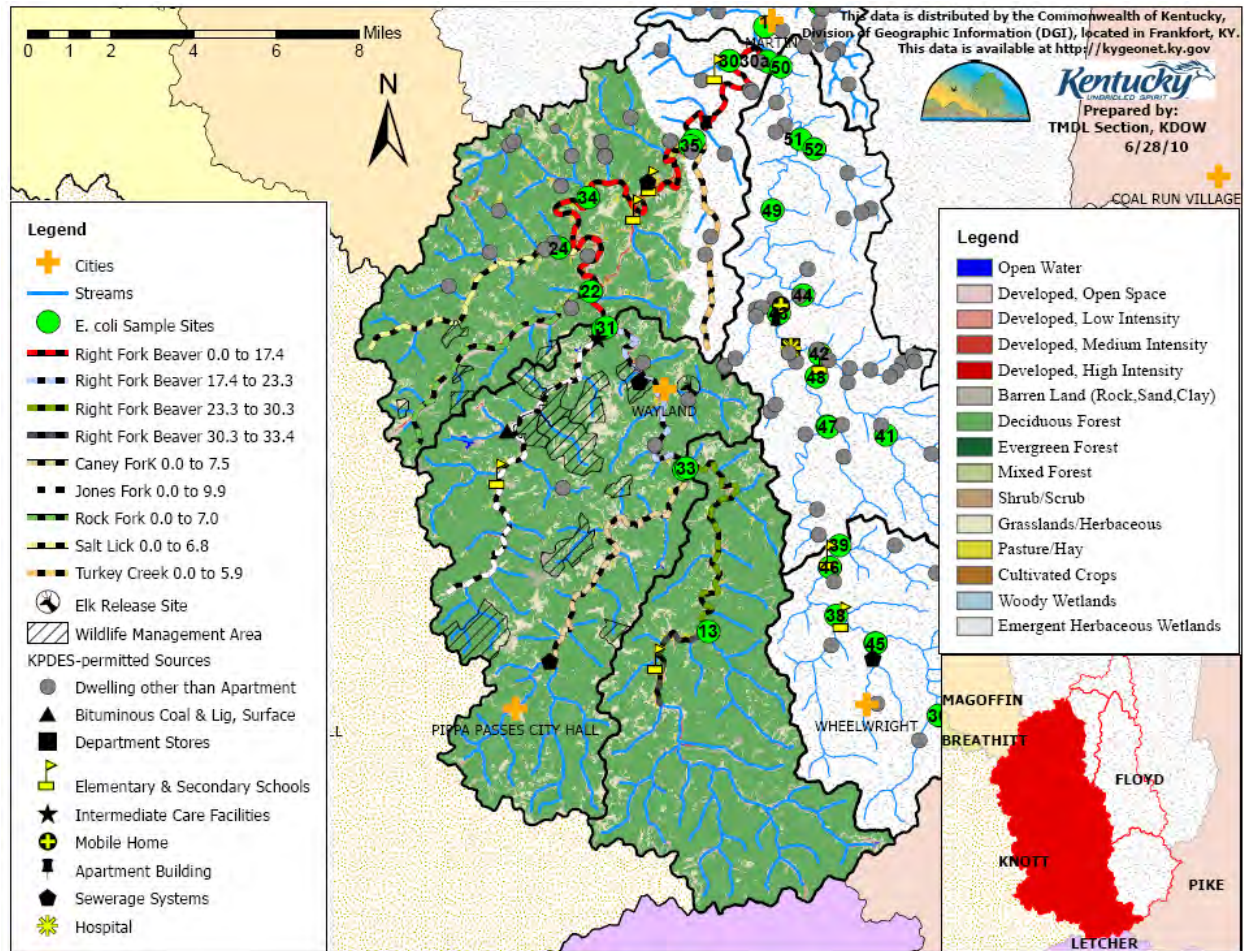 This data is distributed by the Commonwealth of Kentucky,
Division of Geographic Information (DGI), located in Frankfort, KY.
This data is available at http://kygeonet.ky.gov
Kentucky
UNBRIDLED SPIRIT
Prepared by:
TMDL Section, KDOW
6/28/10
0 1 2 4 6 8 Miles
N
MARTIN
1
30
30a
50
51
52
35
COAL RUN VILLAGE
34
49
24
22
44
43
31
42
48
WAYLAND
47
41
33
39
46
38
13
45
36
PIPPA PASSES CITY HALL
WHEELWRIGHT
LL
Legend
Cities
Streams
E. coli Sample Sites
Right Fork Beaver 0.0 to 17.4
Right Fork Beaver 17.4 to 23.3
Right Fork Beaver 23.3 to 30.3
Right Fork Beaver 30.3 to 33.4
Caney ForK 0.0 to 7.5
Jones Fork 0.0 to 9.9
Rock Fork 0.0 to 7.0
Salt Lick 0.0 to 6.8
Turkey Creek 0.0 to 5.9
Elk Release Site
Wildlife Management Area
KPDES-permitted Sources
Dwelling other than Apartment
Bituminous Coal & Lig, Surface
Department Stores
Elementary & Secondary Schools
Intermediate Care Facilities
Mobile Home
Apartment Building
Sewerage Systems
Hospital
Legend
Open Water
Developed, Open Space
Developed, Low Intensity
Developed, Medium Intensity
Developed, High Intensity
Barren Land (Rock,Sand,Clay)
Deciduous Forest
Evergreen Forest
Mixed Forest
Shrub/Scrub
Grasslands/Herbaceous
Pasture/Hay
Cultivated Crops
Woody Wetlands
Emergent Herbaceous Wetlands
MAGOFFIN
BREATHITT
FLOYD
KNOTT
PIKE
LETCHER